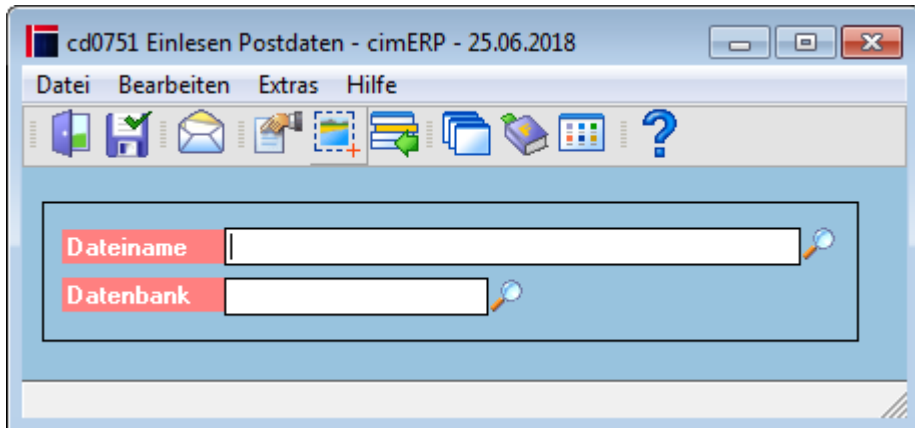 cd0751 Einlesen Postdaten - cimERP - 25.06.2018
Datei Bearbeiten Extras Hilfe
Dateiname
Datenbank